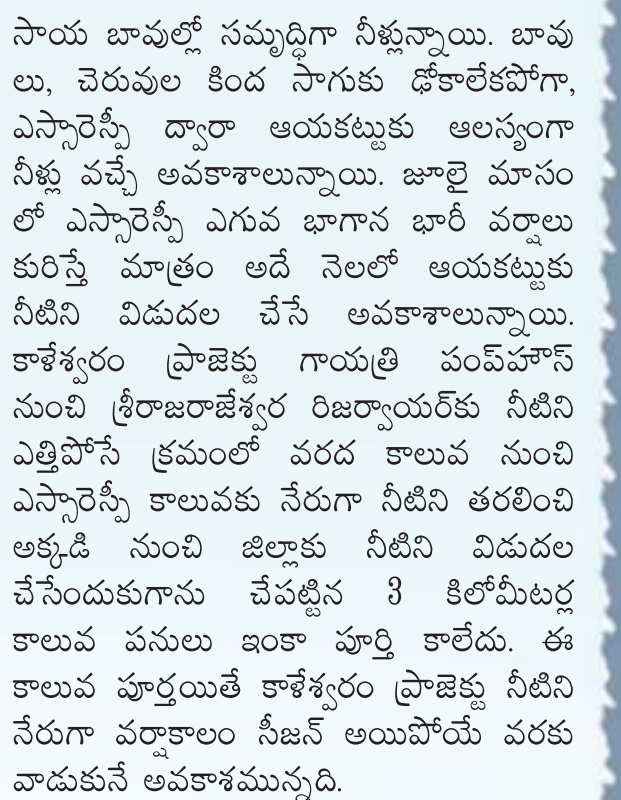 సాయ బావుల్లో సమృద్ధిగా నీళ్లున్నాయి. బావు
లు, చెరువుల కింద సాగుకు ఢోకాలేకపోగా,
ఎస్సారెస్పీ ద్వారా ఆయకట్టుకు ఆలస్యంగా
నీళ్లు వచ్చే అవకాశాలున్నాయి. జూలై మాసం
లో ఎస్సారెస్పీ ఎగువ భాగాన భారీ వర్షాలు
కురిస్తే మాత్రం అదే నెలలో ఆయకట్టుకు
నీటిని విడుదల చేసే అవకాశాలున్నాయి.
కాళేశ్వరం ప్రాజెక్టు గాయత్రి పంప్‌హౌస్
నుంచి శ్రీరాజరాజేశ్వర రిజర్వాయర్‌కు నీటిని
ఎత్తిపోసే క్రమంలో వరద కాలువ నుంచి
ఎస్సారెస్పీ కాలువకు నేరుగా నీటిని తరలించి
అక్కడి నుంచి జిల్లాకు నీటిని విడుదల
చేసేందుకుగాను చేపట్టిన 3 కిలోమీటర్ల
కాలువ పనులు ఇంకా పూర్తి కాలేదు. ఈ
కాలువ పూర్తయితే కాళేశ్వరం ప్రాజెక్టు నీటిని
నేరుగా వర్షాకాలం సీజన్ అయిపోయే వరకు
వాడుకునే అవకాశమున్నది.